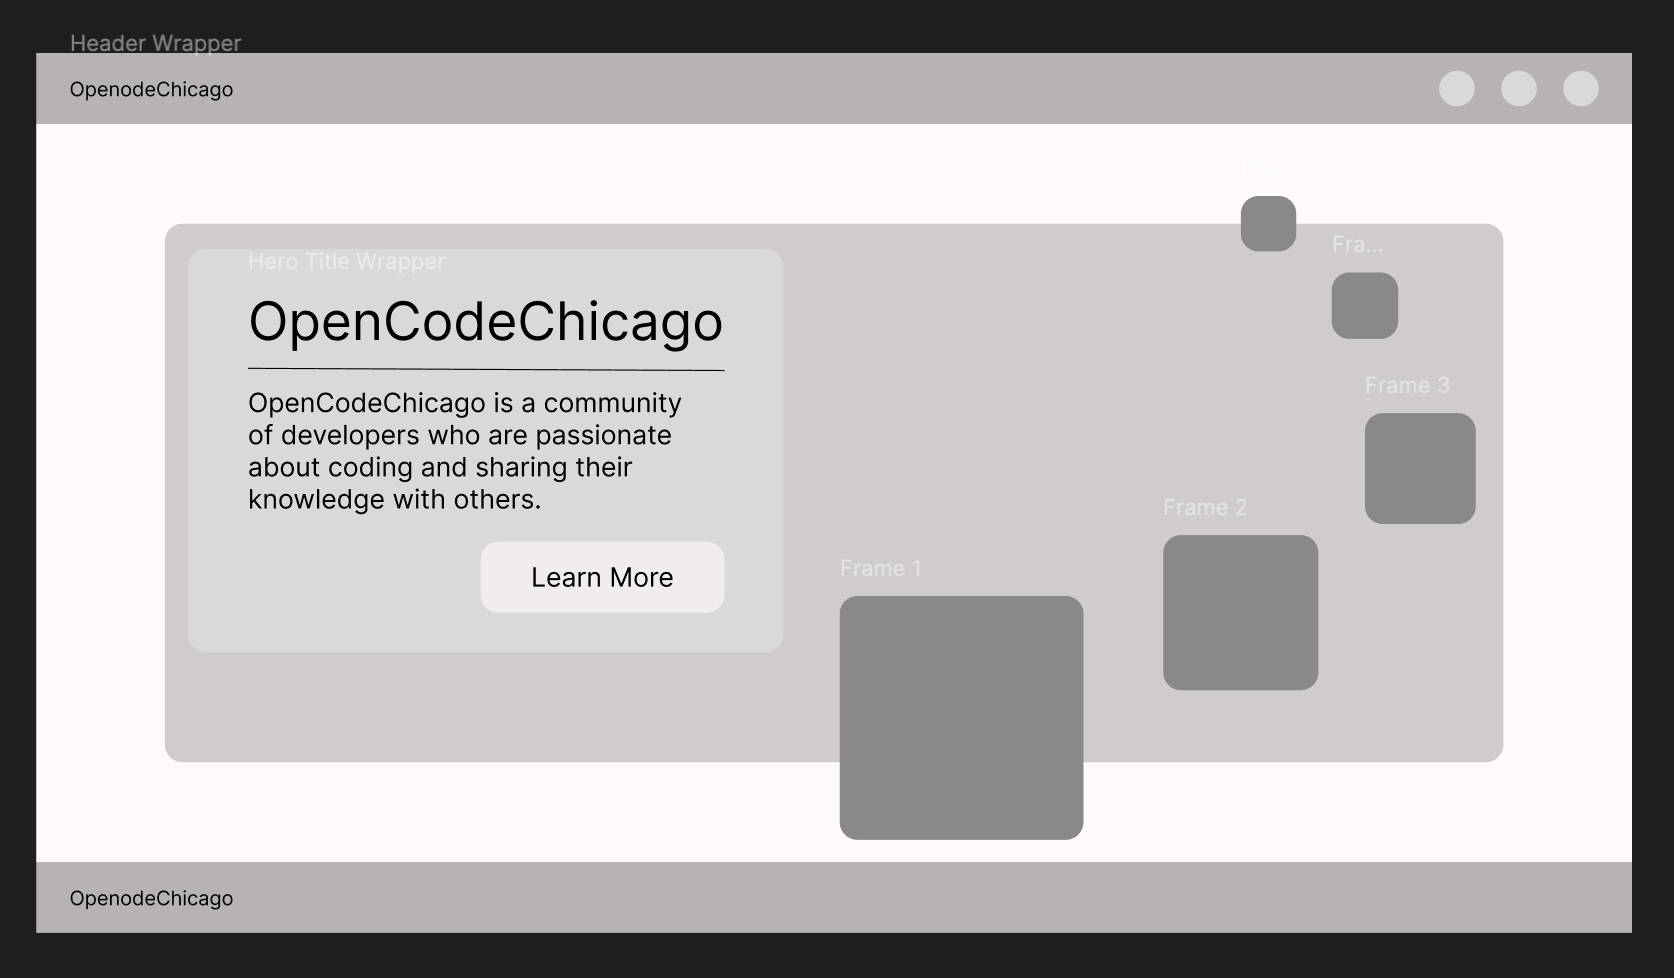 Header Wrapper
OpenodeChicago
Fra...
Hero Title Wrapper
OpenCodeChicago
OpenCodeChicago is a community
of developers who are passionate
about coding and sharing their
knowledge with others.
Learn More
Frame 3
Frame 2
Frame 1
OpenodeChicago